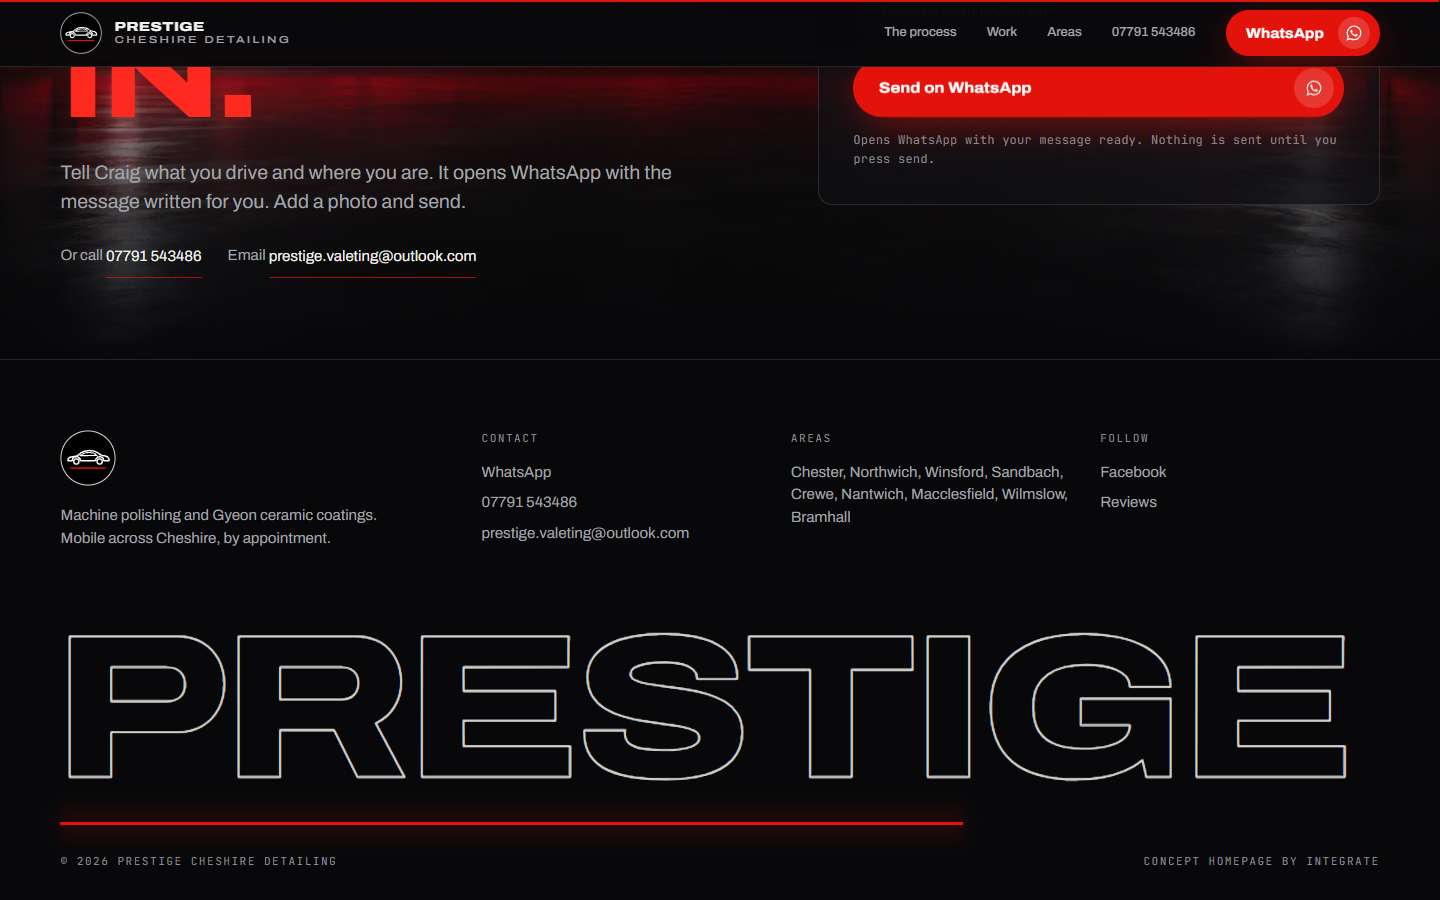 PRESTIGE
CHESHIRE DETAILING
The process
Work
Areas
07791 543486
WhatsApp
IN.
Send on WhatsApp
Opens WhatsApp with your message ready. Nothing is sent until you
press send.
Tell Craig what you drive and where you are. It opens WhatsApp with the
message written for you. Add a photo and send.
Or call 07791 543486
Email prestige.valeting@outlook.com
Machine polishing and Gyeon ceramic coatings.
Mobile across Cheshire, by appointment.
CONTACT
WhatsApp
07791 543486
prestige.valeting@outlook.com
AREAS
Chester, Northwich, Winsford, Sandbach,
Crewe, Nantwich, Macclesfield, Wilmslow,
Bramhall
FOLLOW
Facebook
Reviews
PRESTIGE
© 2026 PRESTIGE CHESHIRE DETAILING
CONCEPT HOMEPAGE BY INTEGRATE